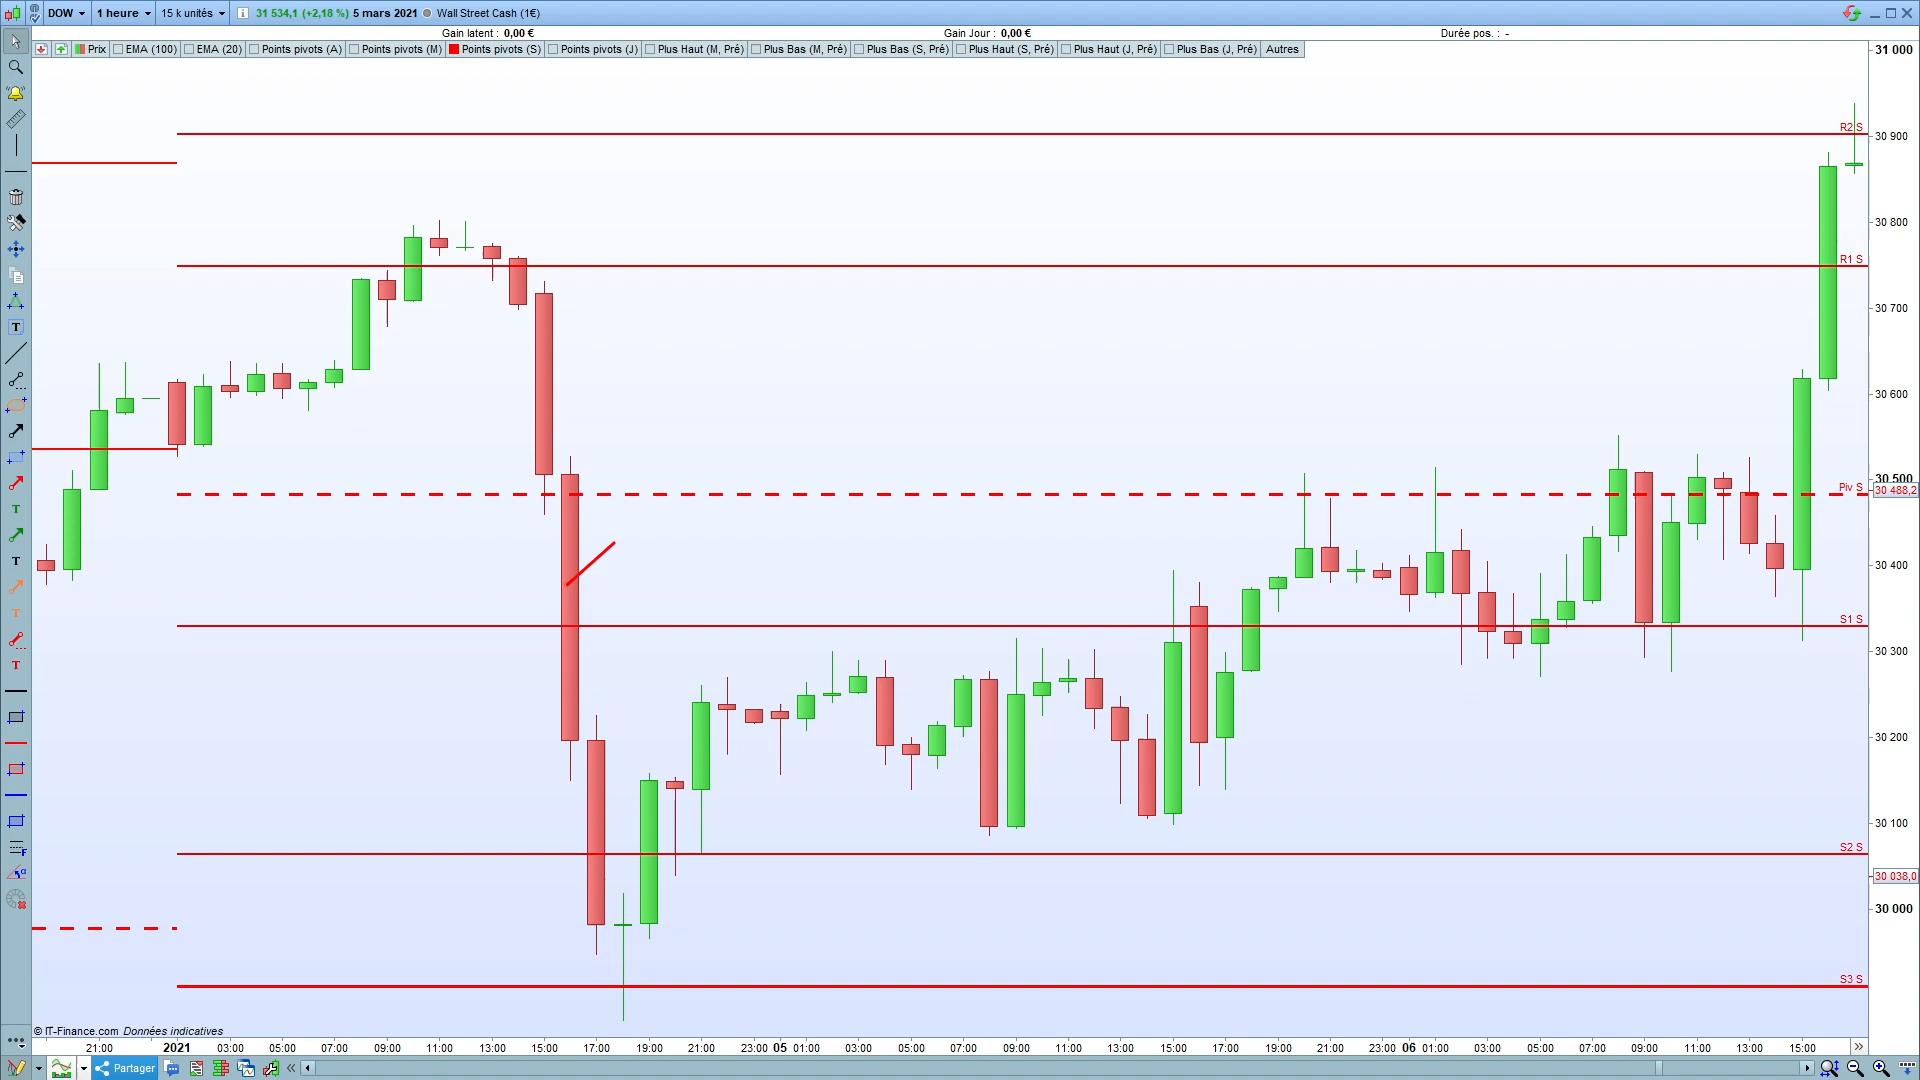 DOW 1 heure 15 k unités i 31 534,1 (+2,18 %) 5 mars 2021 Wall Street Cash (1€)
Gain latent : 0,00 € Gain Jour : 0,00 € Durée pos. : -
Prix EMA (100) EMA (20) Points pivots (A) Points pivots (M) Points pivots (S) Points pivots (J) Plus Haut (M, Pré) Plus Bas (M, Pré) Plus Bas (S, Pré) Plus Haut (S, Pré) Plus Haut (J, Pré) Plus Bas (J, Pré) Autres
31 000
R2 S
30 900
30 800
R1 S
30 700
30 600
30 500
Piv S
30 488,2
30 400
S1 S
30 300
30 200
30 100
S2 S
30 038,0
30 000
S3 S
© IT-Finance.com Données indicatives
21:00 2021 03:00 05:00 07:00 09:00 11:00 13:00 15:00 17:00 19:00 21:00 23:00 05 01:00 03:00 05:00 07:00 09:00 11:00 13:00 15:00 17:00 19:00 21:00 23:00 06 01:00 03:00 05:00 07:00 09:00 11:00 13:00 15:00
Partager